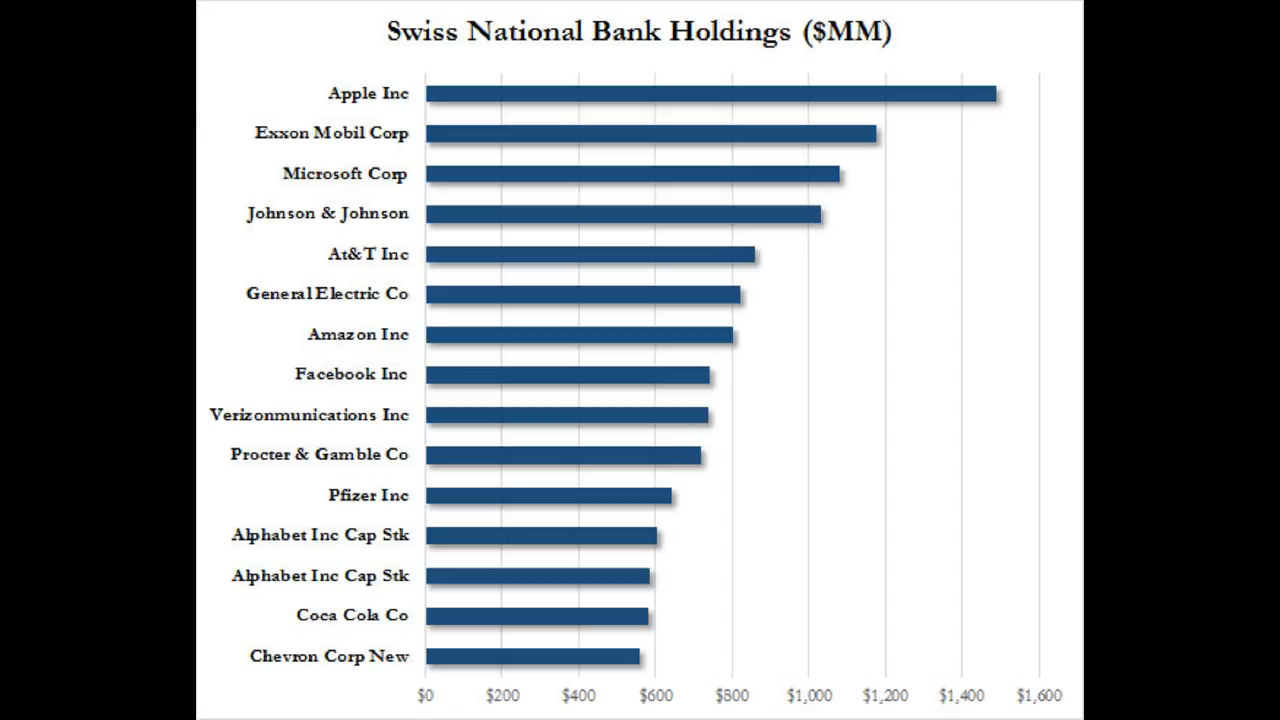 Swiss National Bank Holdings ($MM)
Apple Inc
Exxon Mobil Corp
Microsoft Corp
Johnson & Johnson
At&T Inc
General Electric Co
Amazon Inc
Facebook Inc
Verizonmunications Inc
Procter & Gamble Co
Pfizer Inc
Alphabet Inc Cap Stk
Alphabet Inc Cap Stk
Coca Cola Co
Chevron Corp New
$0 $200 $400 $600 $800 $1,000 $1,200 $1,400 $1,600